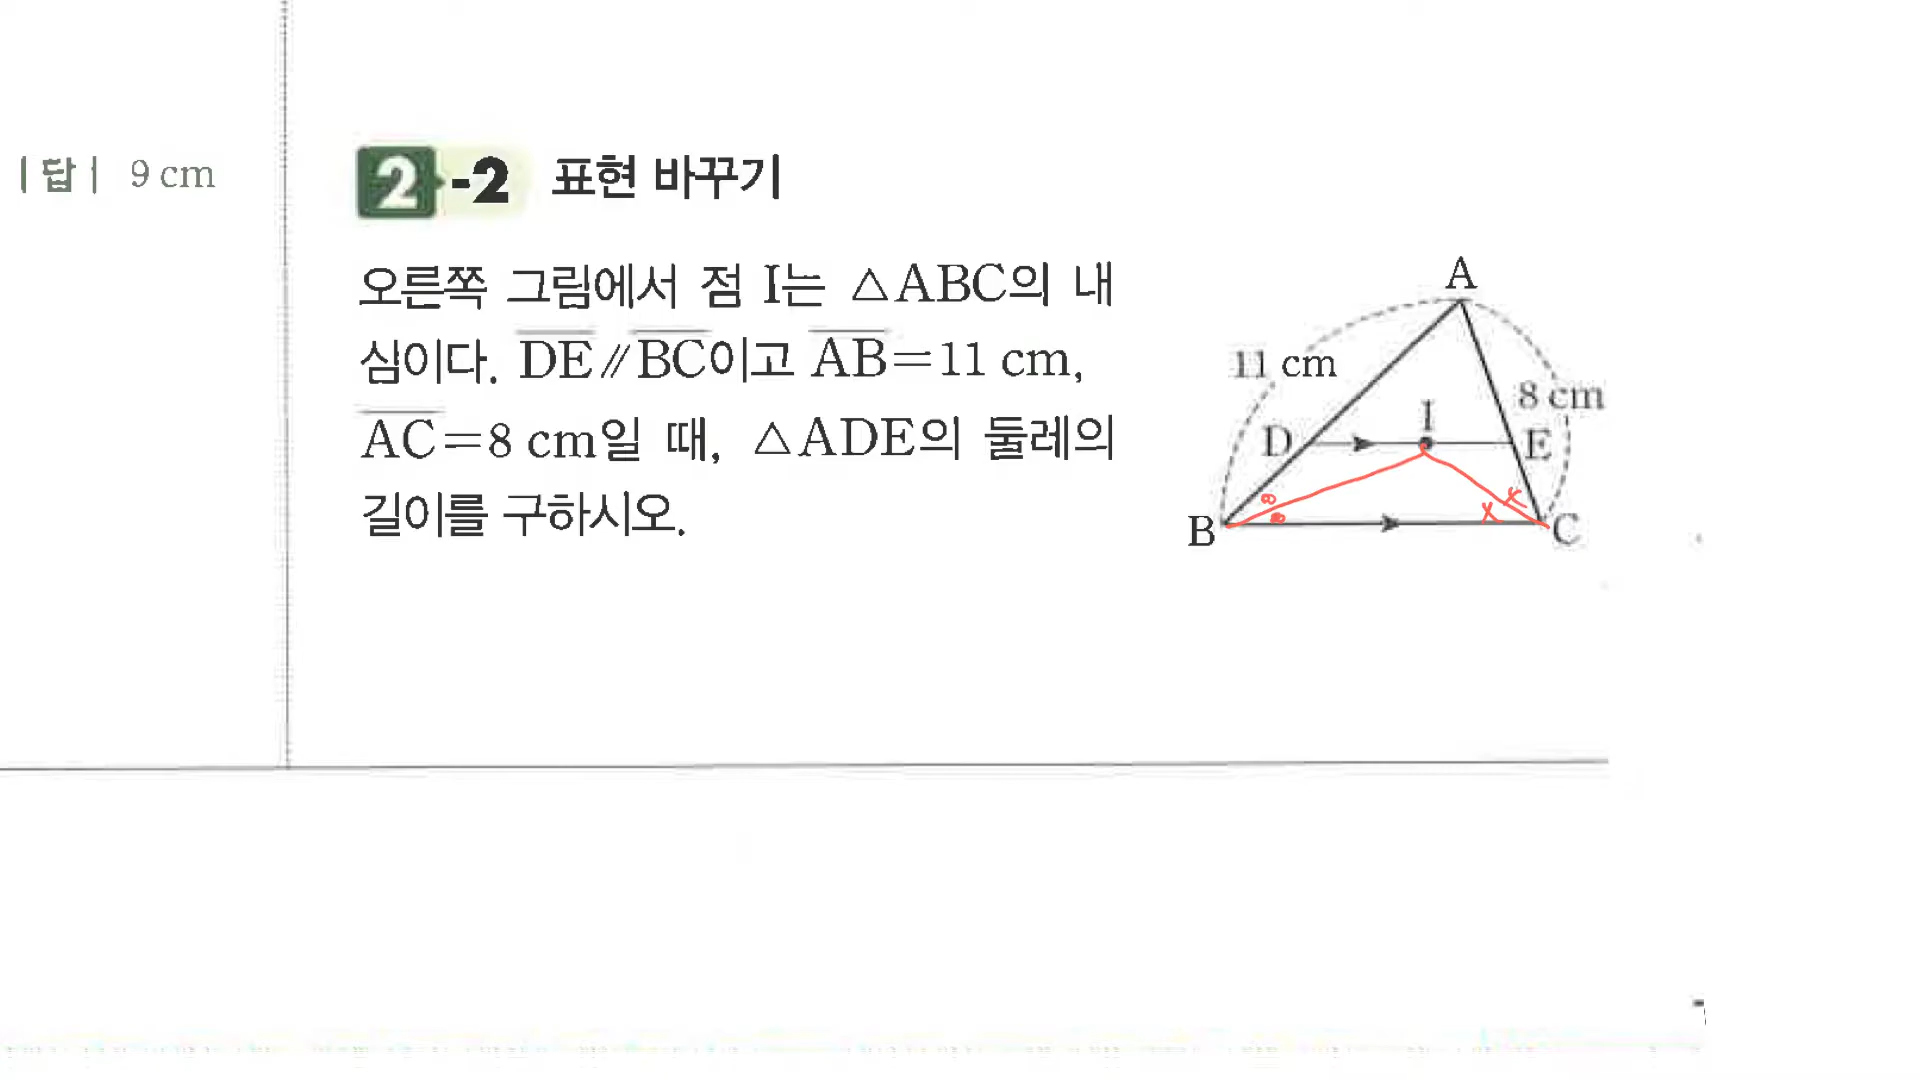 |답| 9 cm
2-2 표현 바꾸기
오른쪽 그림에서 점 I는 △ABC의 내
심이다. DE∥BC이고 AB=11 cm,
AC=8 cm일 때, △ADE의 둘레의
길이를 구하시오.
A
11 cm
8 cm
I
D
E
B
C
x
x